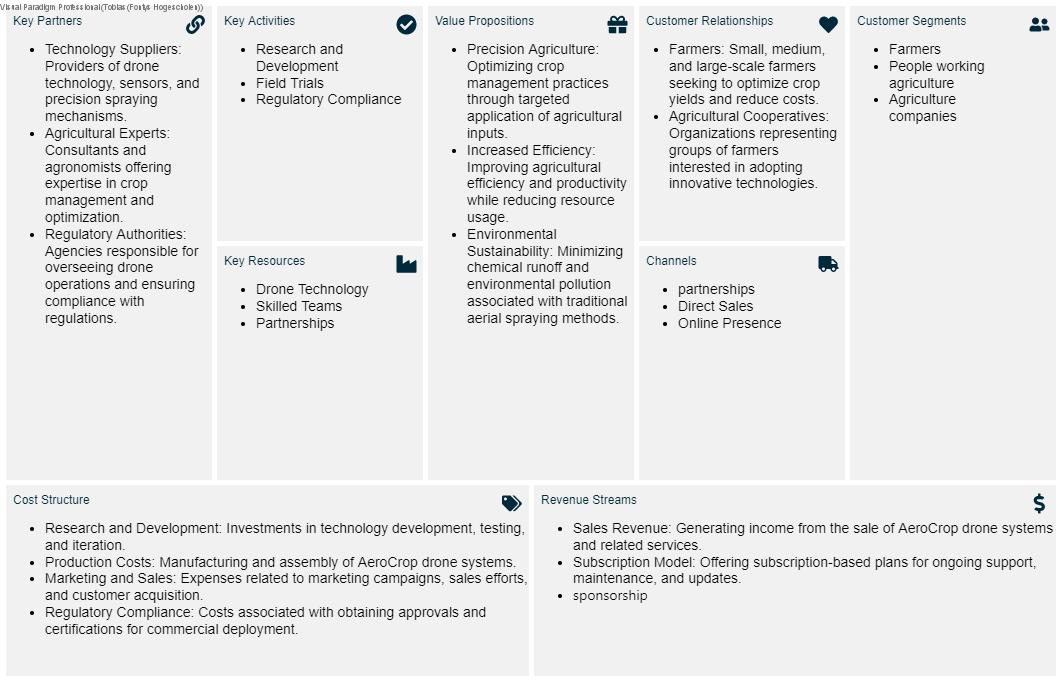 Visual Paradigm Professional(Tobias(Fontys Hogescholen))
Key Partners
Technology Suppliers:
Providers of drone
technology, sensors, and
precision spraying
mechanisms.
Agricultural Experts:
Consultants and
agronomists offering
expertise in crop
management and
optimization.
Regulatory Authorities:
Agencies responsible for
overseeing drone
operations and ensuring
compliance with
regulations.
Key Activities
Research and
Development
Field Trials
Regulatory Compliance
Key Resources
Drone Technology
Skilled Teams
Partnerships
Value Propositions
Precision Agriculture:
Optimizing crop
management practices
through targeted
application of agricultural
inputs.
Increased Efficiency:
Improving agricultural
efficiency and productivity
while reducing resource
usage.
Environmental
Sustainability: Minimizing
chemical runoff and
environmental pollution
associated with traditional
aerial spraying methods.
Customer Relationships
Farmers: Small, medium,
and large-scale farmers
seeking to optimize crop
yields and reduce costs.
Agricultural Cooperatives:
Organizations representing
groups of farmers
interested in adopting
innovative technologies.
Channels
partnerships
Direct Sales
Online Presence
Customer Segments
Farmers
People working
agriculture
Agriculture
companies
Cost Structure
Research and Development: Investments in technology development, testing,
and iteration.
Production Costs: Manufacturing and assembly of AeroCrop drone systems.
Marketing and Sales: Expenses related to marketing campaigns, sales efforts,
and customer acquisition.
Regulatory Compliance: Costs associated with obtaining approvals and
certifications for commercial deployment.
Revenue Streams
Sales Revenue: Generating income from the sale of AeroCrop drone systems
and related services.
Subscription Model: Offering subscription-based plans for ongoing support,
maintenance, and updates.
sponsorship